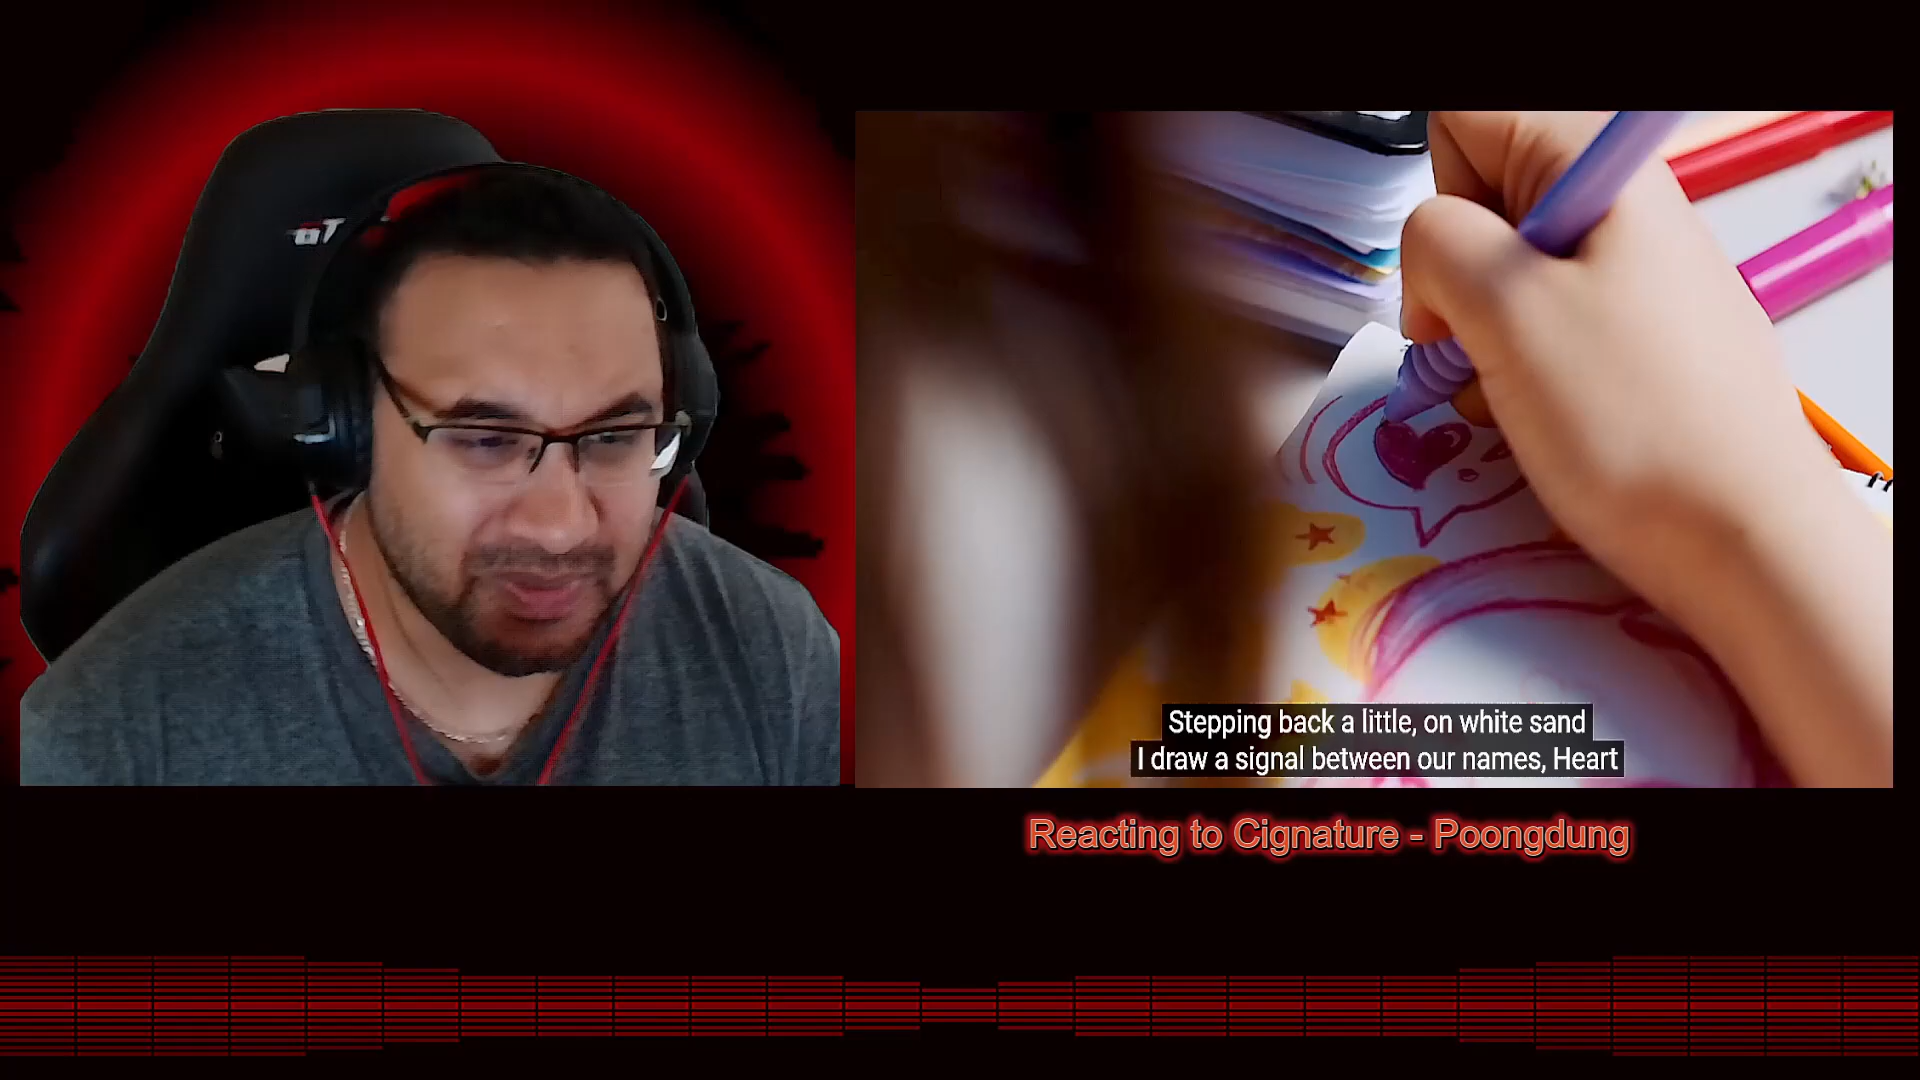 Stepping back a little, on white sand
I draw a signal between our names, Heart
Reacting to Cignature - Poongdung